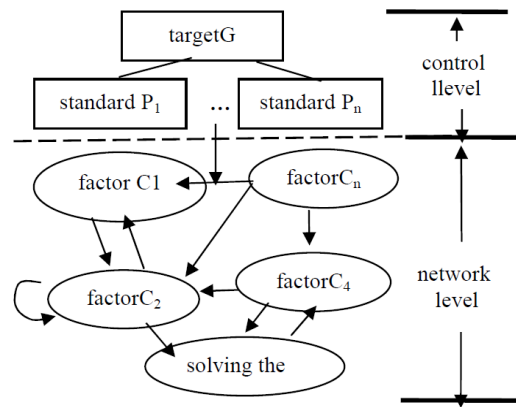 targetG
standard P1
...
standard Pn
control
llevel
factor C1
factorCn
factorC2
factorC4
network
level
solving the